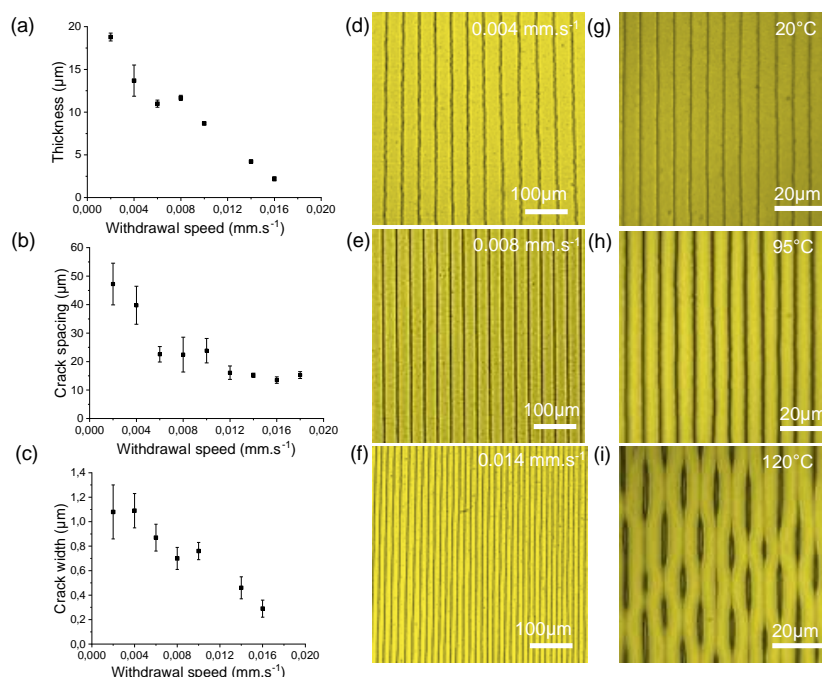 (a)
20
15
10
5
0
Thickness (µm)
0,000 0,004 0,008 0,012 0,016 0,020
Withdrawal speed (mm.s⁻¹)
(b)
60
50
40
30
20
10
0
Crack spacing (µm)
0,000 0,004 0,008 0,012 0,016 0,020
Withdrawal speed (mm.s⁻¹)
(c)
1,4
1,2
1,0
0,8
0,6
0,4
0,2
0,0
Crack width (µm)
0,000 0,004 0,008 0,012 0,016 0,020
Withdrawal speed (mm.s⁻¹)
(d)
0.004 mm.s⁻¹
100µm
(e)
0.008 mm.s⁻¹
100µm
(f)
0.014 mm.s⁻¹
100µm
(g)
20°C
20µm
(h)
95°C
20µm
(i)
120°C
20µm